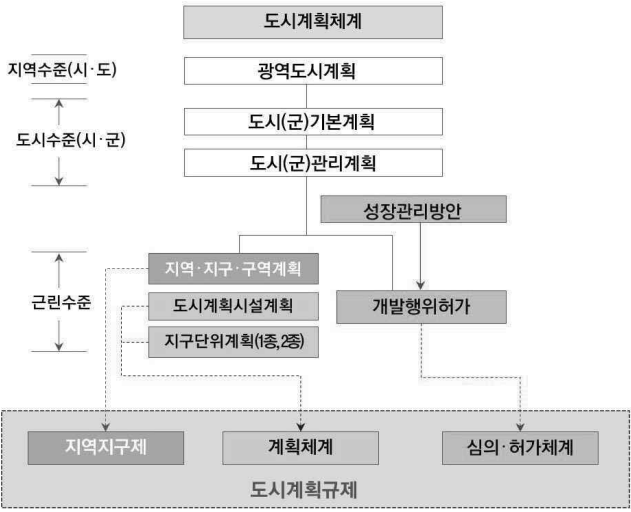 도시계획체계
지역수준(시·도)
광역도시계획
도시(군)기본계획
도시수준(시·군)
도시(군)관리계획
성장관리방안
지역·지구·구역계획
근린수준
도시계획시설계획
개발행위허가
지구단위계획(1종,2종)
지역지구제
계획체계
심의·허가체계
도시계획규제